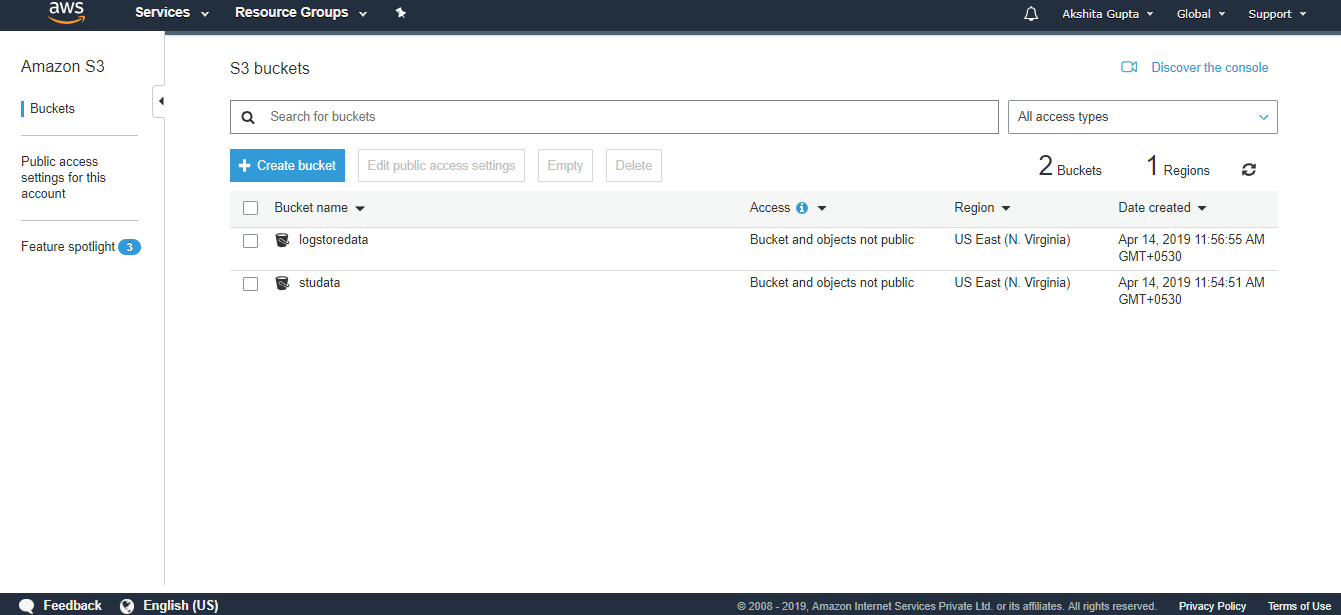 aws Services Resource Groups Akshita Gupta Global Support
Amazon S3
Buckets
Public access
settings for this
account
Feature spotlight 3
S3 buckets Discover the console
Search for buckets All access types
Create bucket Edit public access settings Empty Delete 2 Buckets 1 Regions
Bucket name Access Region Date created
logstoredata Bucket and objects not public US East (N. Virginia) Apr 14, 2019 11:56:55 AM
GMT+0530
studata Bucket and objects not public US East (N. Virginia) Apr 14, 2019 11:54:51 AM
GMT+0530
Feedback English (US) © 2008 - 2019, Amazon Internet Services Private Ltd. or its affiliates. All rights reserved. Privacy Policy Terms of Use